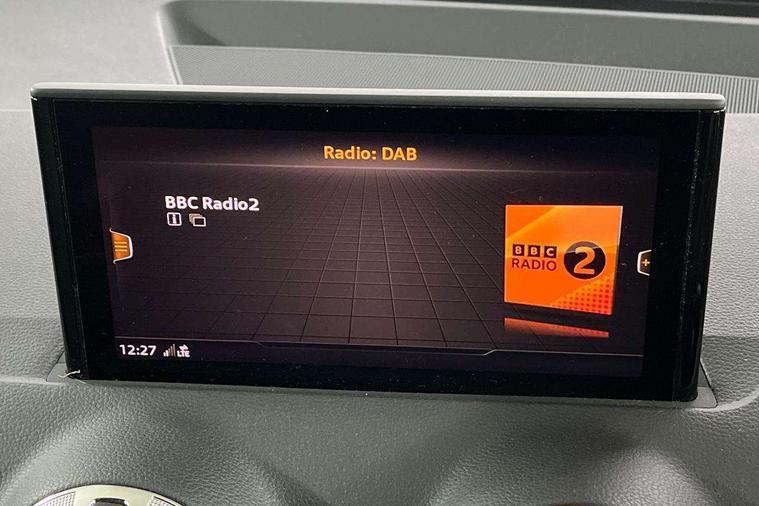 Radio: DAB
BBC Radio2
BBC
RADIO 2
12:27 LTE